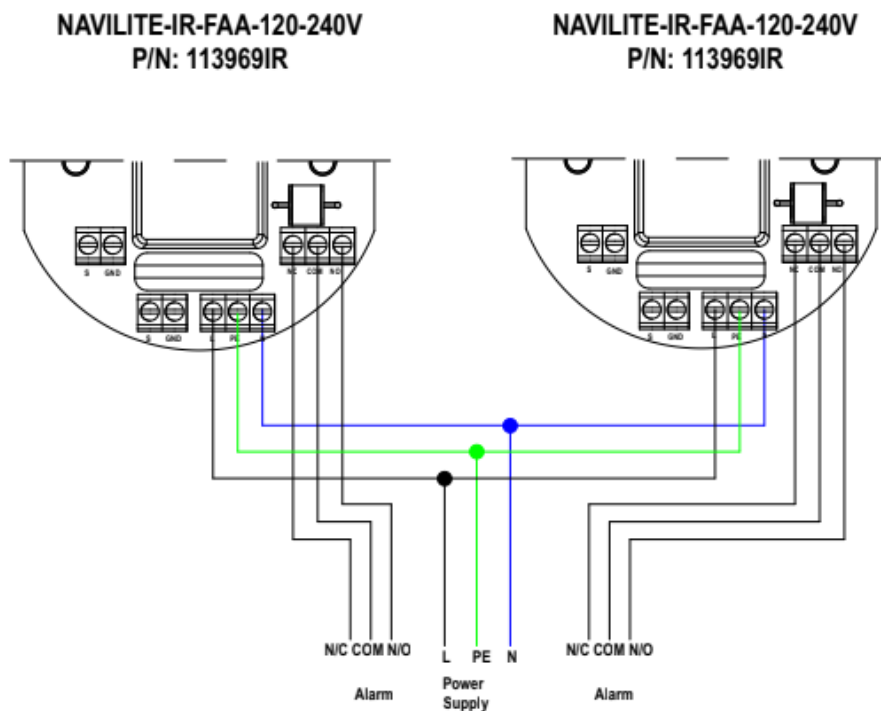 NAVILITE-IR-FAA-120-240V
P/N: 113969IR
NAVILITE-IR-FAA-120-240V
P/N: 113969IR
S GND
NC COM NO
S GND
L PE
S GND
NC COM NO
S GND
L PE
N/C COM N/O
L PE N
N/C COM N/O
Alarm
Power
Supply
Alarm